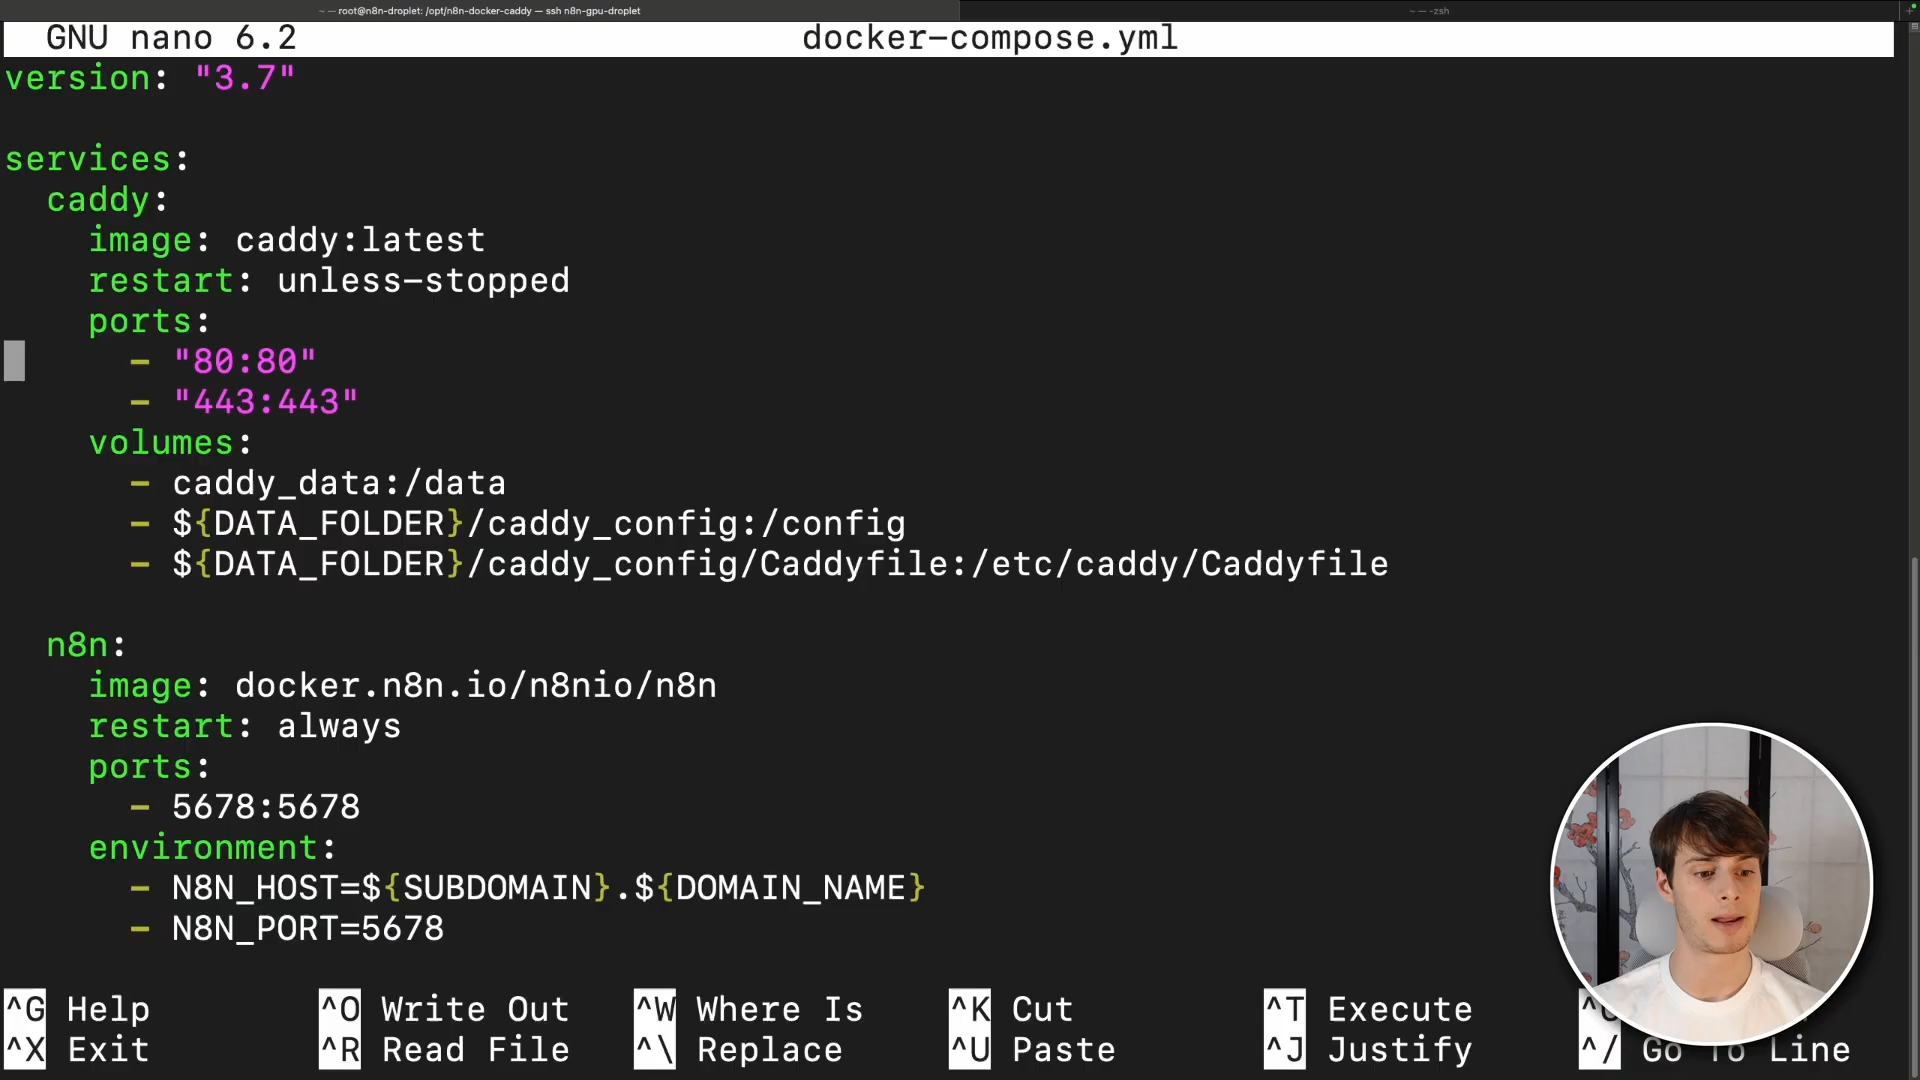 ~ — root@n8n-droplet: /opt/n8n-docker-caddy — ssh n8n-gpu-droplet
~ — -zsh
GNU nano 6.2 docker-compose.yml
version: "3.7"
services:
caddy:
image: caddy:latest
restart: unless-stopped
ports:
- "80:80"
- "443:443"
volumes:
- caddy_data:/data
- ${DATA_FOLDER}/caddy_config:/config
- ${DATA_FOLDER}/caddy_config/Caddyfile:/etc/caddy/Caddyfile
n8n:
image: docker.n8n.io/n8nio/n8n
restart: always
ports:
- 5678:5678
environment:
- N8N_HOST=${SUBDOMAIN}.${DOMAIN_NAME}
- N8N_PORT=5678
^G Help ^O Write Out ^W Where Is ^K Cut ^T Execute
^X Exit ^R Read File ^\ Replace ^U Paste ^J Justify ^/ Go To Line